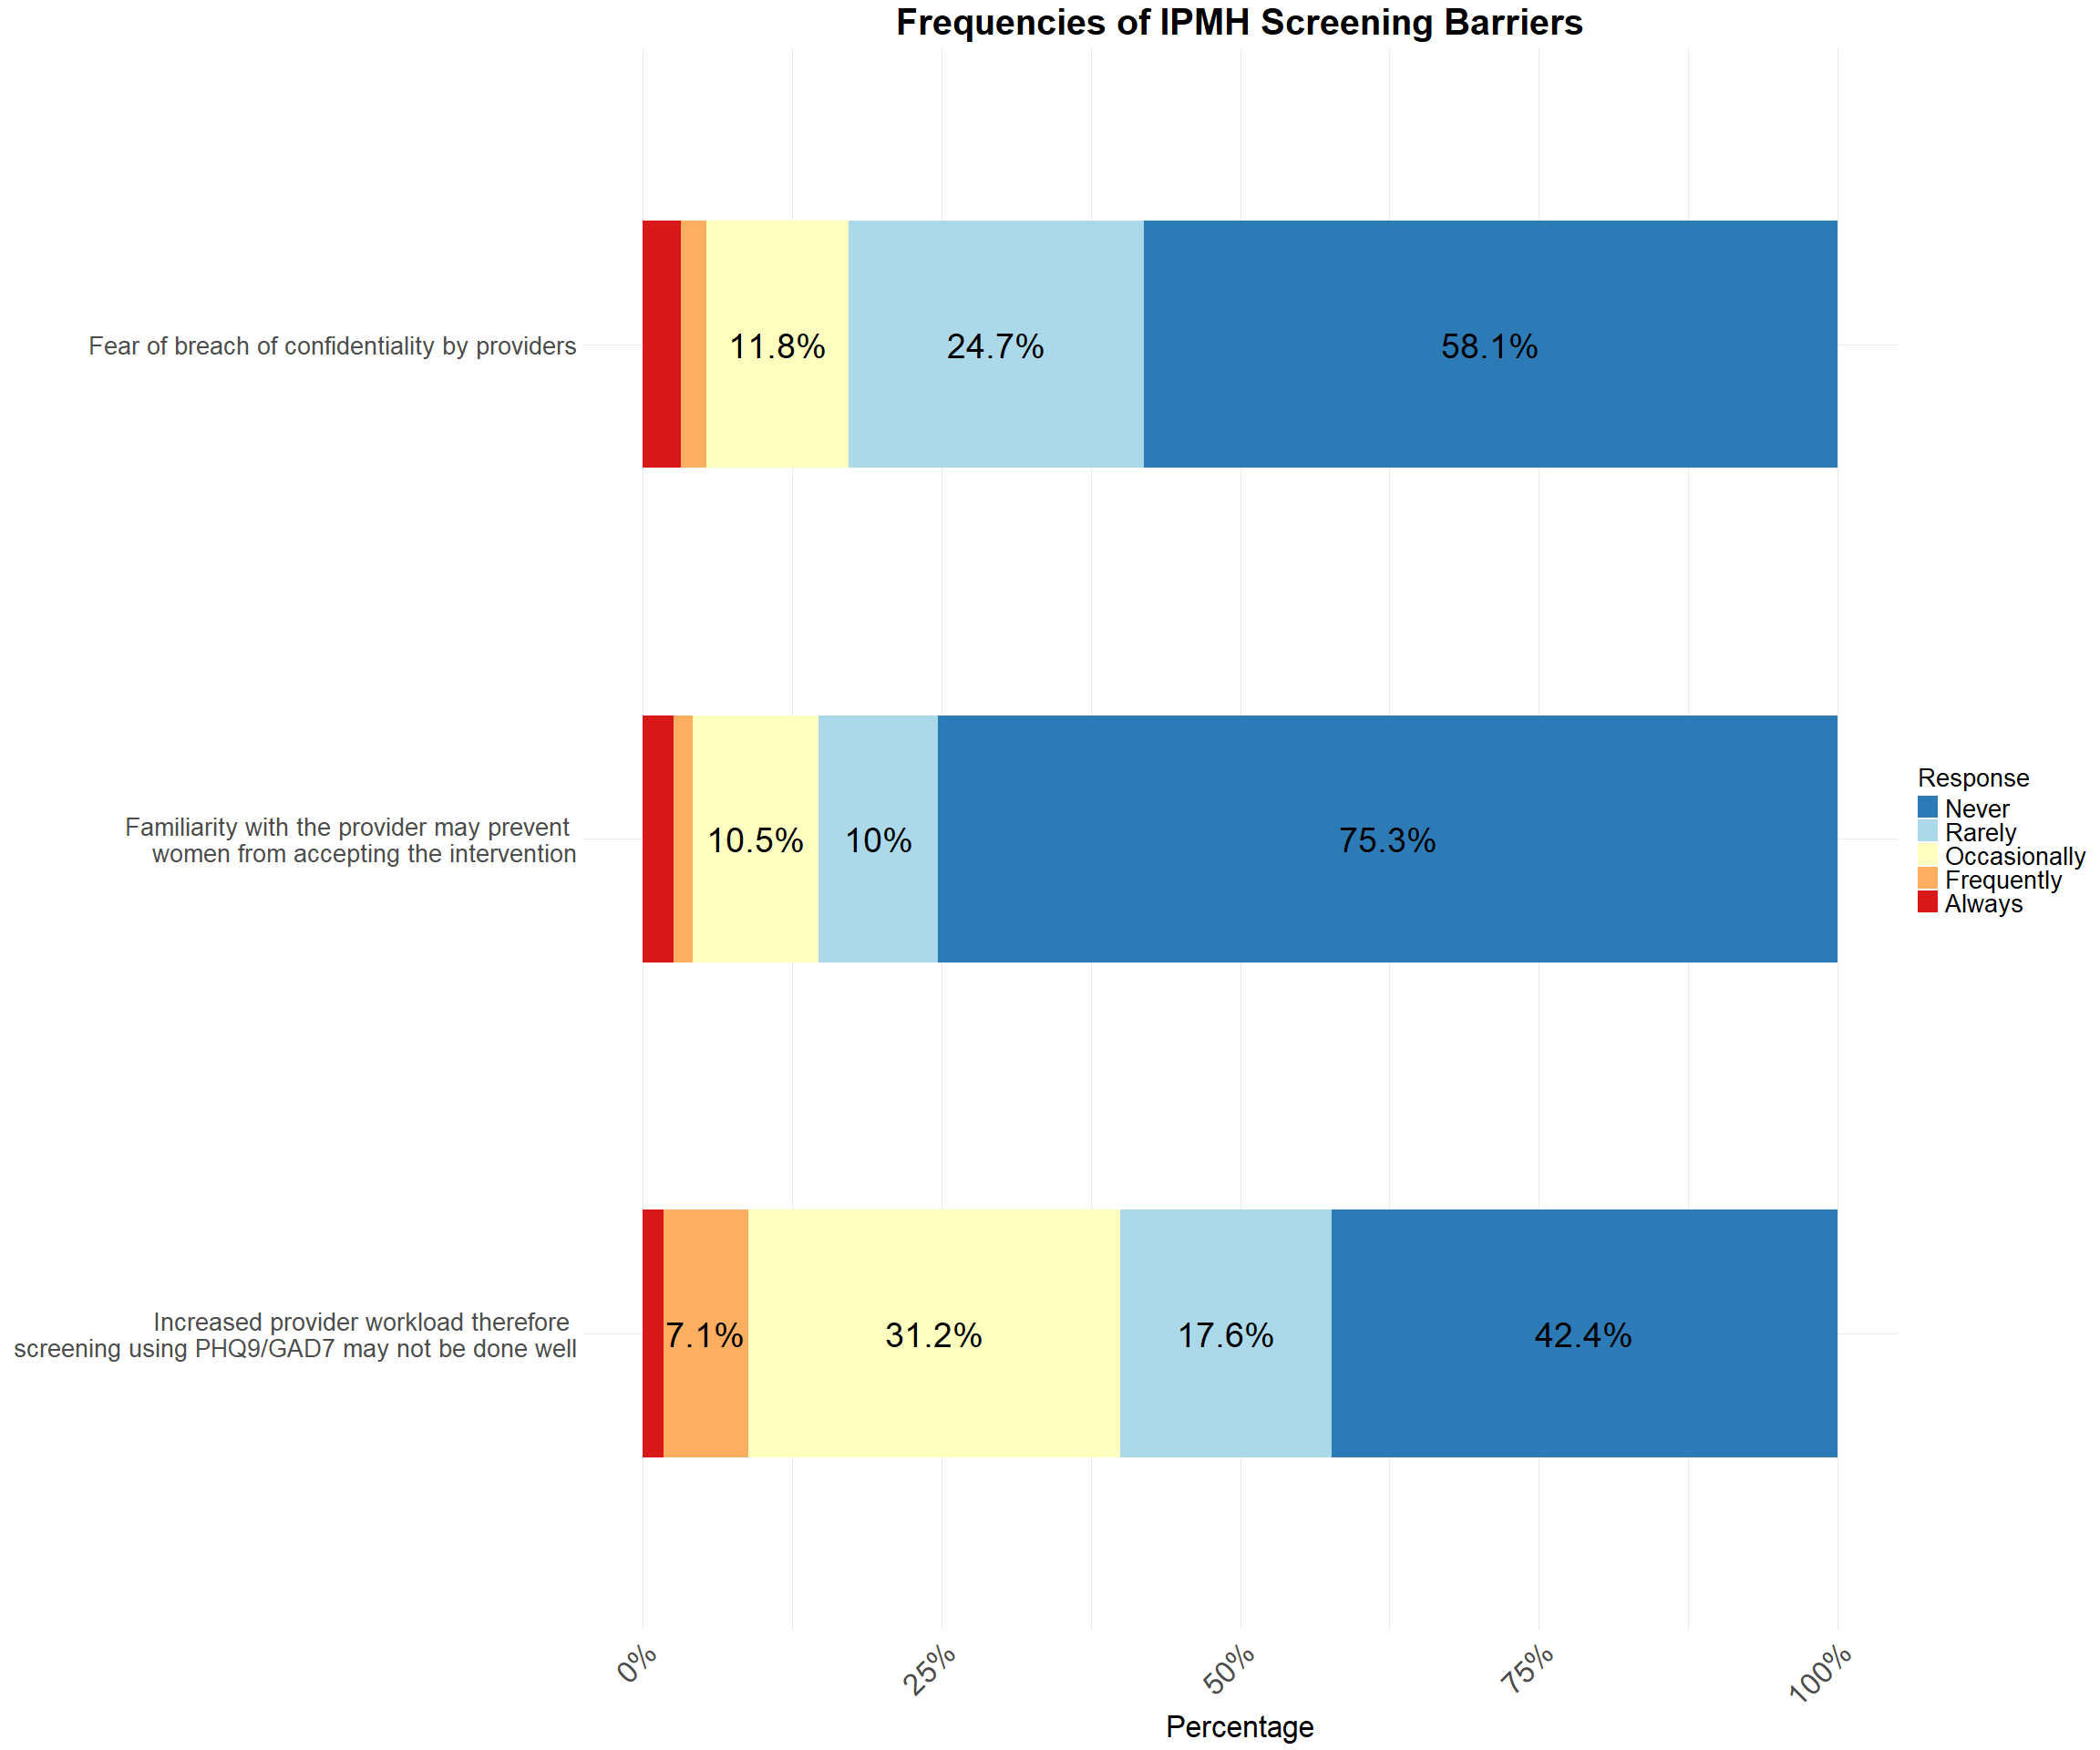 Frequencies of IPMH Screening Barriers
Fear of breach of confidentiality by providers
11.8%
24.7%
58.1%
Familiarity with the provider may prevent
women from accepting the intervention
10.5%
10%
75.3%
Increased provider workload therefore
screening using PHQ9/GAD7 may not be done well
7.1%
31.2%
17.6%
42.4%
Response
Never
Rarely
Occasionally
Frequently
Always
0%
25%
50%
75%
100%
Percentage